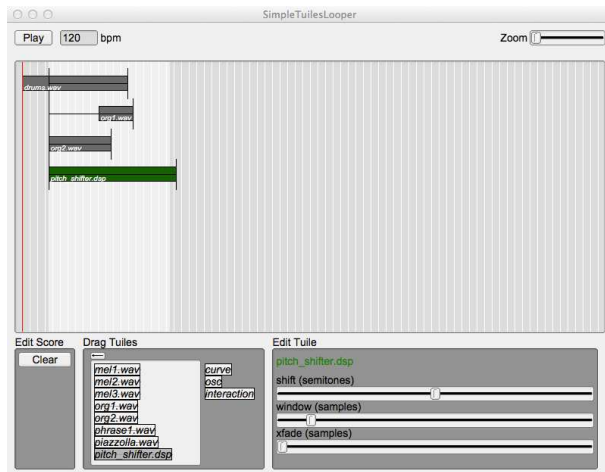 SimpleTuilesLooper
Play 120 bpm Zoom
drums.wav
org1.wav
org2.wav
pitch_shifter.dsp
Edit Score Drag Tuiles Edit Tuile
Clear
mel1.wav curve
mel2.wav osc
mel3.wav interaction
org1.wav
org2.wav
phrase1.wav
piazzolla.wav
pitch_shifter.dsp
pitch_shifter.dsp
shift (semitones)
window (samples)
xfade (samples)